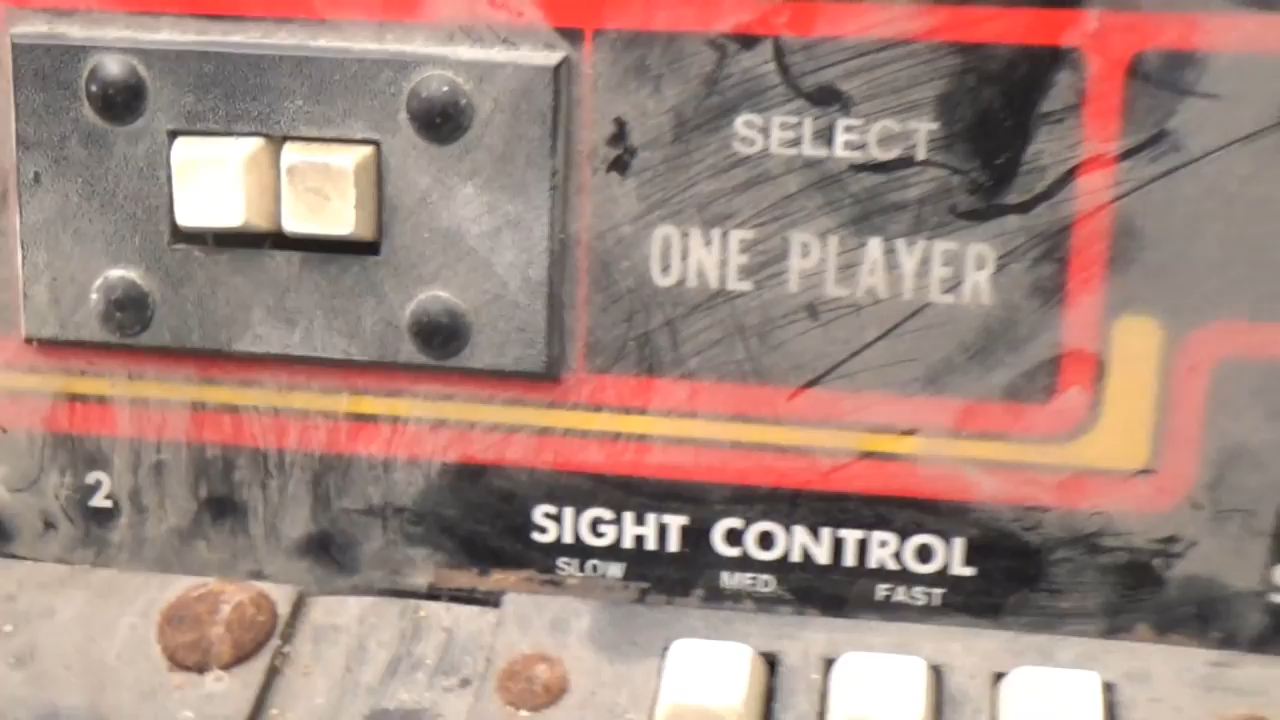 SELECT
ONE PLAYER
2
SIGHT CONTROL
SLOW MED FAST